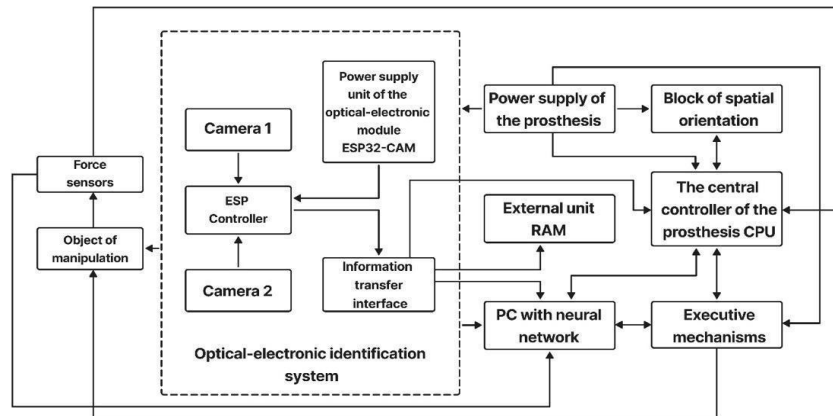 Power supply
unit of the
optical-electronic
module
ESP32-CAM
Power supply of
the prosthesis
Block of spatial
orientation
Camera 1
Force
sensors
ESP
Controller
External unit
RAM
The central
controller of the
prosthesis CPU
Object of
manipulation
Camera 2
Information
transfer
interface
PC with neural
network
Executive
mechanisms
Optical-electronic identification
system